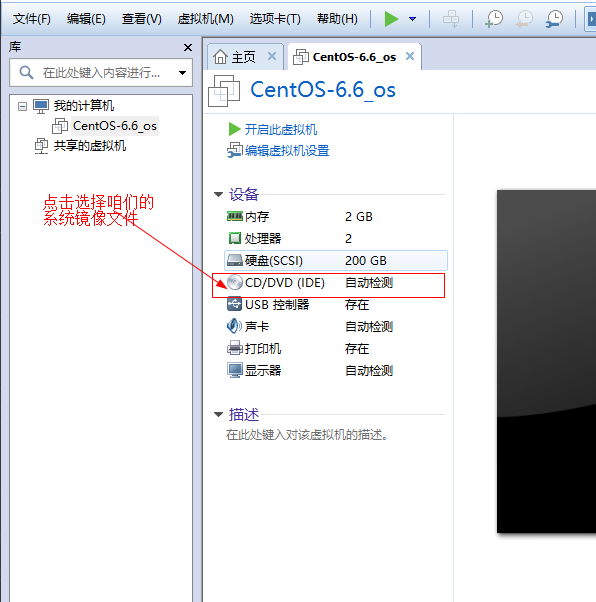 文件(F) 编辑(E) 查看(V) 虚拟机(M) 选项卡(T) 帮助(H)
库
在此处键入内容进行...
我的计算机
CentOS-6.6_os
共享的虚拟机
点击选择咱们的
系统镜像文件
主页
CentOS-6.6_os
CentOS-6.6_os
开启此虚拟机
编辑虚拟机设置
设备
内存 2 GB
处理器 2
硬盘(SCSI) 200 GB
CD/DVD (IDE) 自动检测
USB 控制器 存在
声卡 自动检测
打印机 存在
显示器 自动检测
描述
在此处键入对该虚拟机的描述。